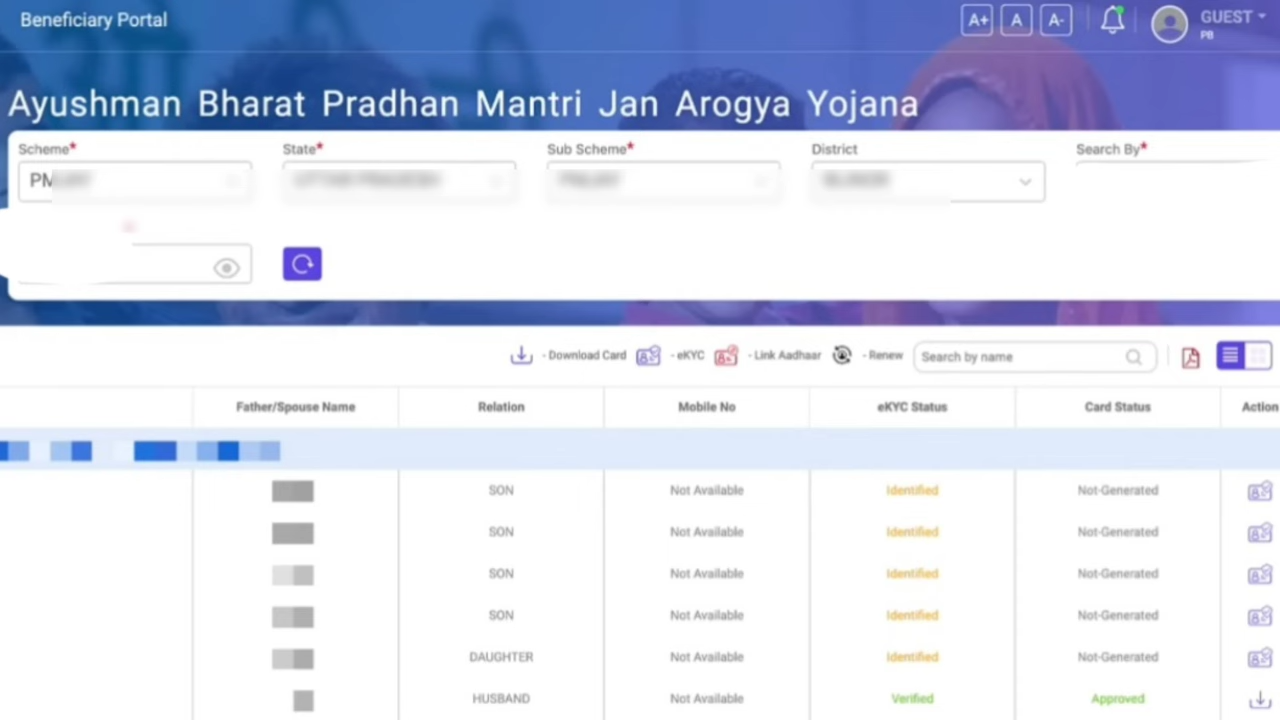 Beneficiary Portal
A+ A A- GUEST
PB
Ayushman Bharat Pradhan Mantri Jan Arogya Yojana
Scheme* State* Sub Scheme* District Search By*
- Download Card - eKYC - Link Aadhaar - Renew Search by name
Father/Spouse Name Relation Mobile No eKYC Status Card Status Action
SON Not Available Identified Not-Generated
SON Not Available Identified Not-Generated
SON Not Available Identified Not-Generated
SON Not Available Identified Not-Generated
DAUGHTER Not Available Identified Not-Generated
HUSBAND Not Available Verified Approved